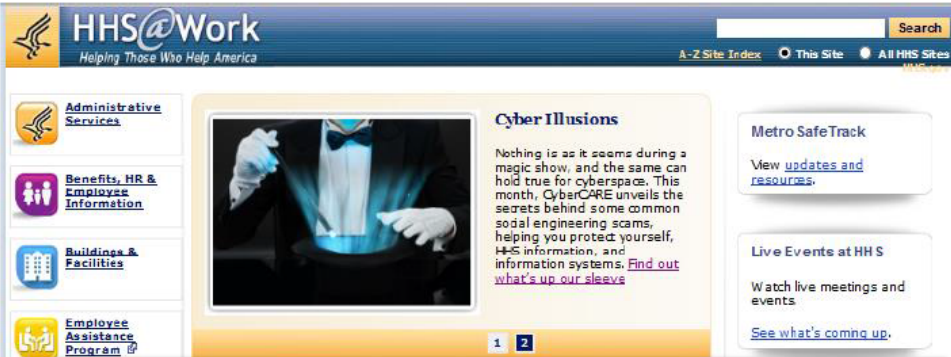 HHS@Work
Helping Those Who Help America
Search
A-Z Site Index
This Site
All HHS Sites
Administrative
Services
Benefits, HR &
Employee
Information
Buildings &
Facilities
Employee
Assistance
Program
Cyber Illusions
Nothing is as it seems during a
magic show, and the same can
hold true for cyberspace. This
month, CyberCARE unveils the
secrets behind some common
social engineering scams,
helping you protect yourself,
HHS information, and
information systems. Find out
what's up our sleeve
1 2
Metro SafeTrack
View updates and
resources.
Live Events at HHS
Watch live meetings and
events.
See what's coming up.